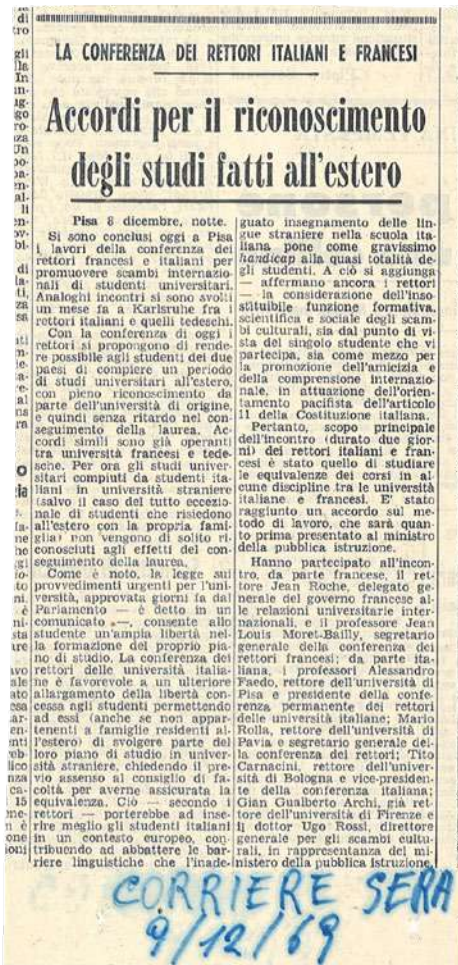 LA CONFERENZA DEI RETTORI ITALIANI E FRANCESI
Accordi per il riconoscimento
degli studi fatti all'estero
Pisa 8 dicembre, notte.
Si sono conclusi oggi a Pisa
i lavori della conferenza dei
rettori francesi e italiani per
promuovere scambi internazio-
nali di studenti universitari.
Analoghi incontri si sono svolti
un mese fa a Karlsruhe fra i
rettori italiani e quelli tedeschi.
Con la conferenza di oggi i
rettori si propongono di ren-
dere possibile agli studenti dei due
paesi di compiere un periodo
di studi universitari all'estero,
con pieno riconoscimento da
parte dell'università di origine,
e quindi senza ritardo nel con-
seguimento della laurea. Ac-
cordi simili sono già operanti
tra università francesi e tede-
sche. Per ora gli studi univer-
sitari compiuti da studenti ita-
liani in università straniere
(salvo il caso del tutto eccezio-
nale di studenti che risiedono
all'estero con la propria fami-
glia) non vengono di solito ri-
conosciuti agli effetti del con-
seguimento della laurea.
Come è noto, la legge sui
provvedimenti urgenti per l'uni-
versità, approvata giorni fa dal
Parlamento — è detto in un
comunicato —, consente allo
studente un'ampia libertà nel-
la formazione del proprio pia-
no di studio. La conferenza dei
rettori delle università italia-
ne è favorevole a un ulteriore
allargamento della libertà con-
cessa agli studenti permettendo
ad essi (anche se non appar-
tenenti a famiglie residenti al-
l'estero) di svolgere parte del
loro piano di studio in univer-
sità straniere, chiedendo il pre-
vio assenso al consiglio di fa-
coltà per averne assicurata la
equivalenza. Ciò — secondo i
rettori — porterebbe ad inse-
rire meglio gli studenti italiani
in un contesto europeo, con-
tribuendo ad abbattere le bar-
riere linguistiche che l'inade-
guato insegnamento delle lin-
gue straniere nella scuola ita-
liana pone come gravissimo
handicap alla quasi totalità de-
gli studenti. A ciò si aggiunga
— affermano ancora i rettori
— la considerazione dell'inso-
stituibile funzione formativa,
scientifica e sociale degli scam-
bi culturali, sia dal punto di vi-
sta del singolo studente che vi
partecipa, sia come mezzo per
la promozione dell'amicizia e
della comprensione internazio-
nale, in attuazione dell'orien-
tamento pacifista dell'articolo
11 della Costituzione italiana.
Pertanto, scopo principale
dell'incontro (durato due gior-
ni) dei rettori italiani e fran-
cesi è stato quello di studiare
le equivalenze dei corsi in al-
cune discipline tra le università
italiane e francesi. E' stato
raggiunto un accordo sul me-
todo di lavoro, che sarà quan-
to prima presentato al ministro
della pubblica istruzione.
Hanno partecipato all'incon-
tro, da parte francese, il ret-
tore Jean Roche, delegato ge-
nerale del governo francese al-
le relazioni universitarie inter-
nazionali, e il professore Jean
Louis Moret-Bailly, segretario
generale della conferenza dei
rettori francesi; da parte ita-
liana, i professori Alessandro
Faedo, rettore dell'università di
Pisa e presidente della confe-
renza permanente dei rettori
delle università italiane; Mario
Rolla, rettore dell'università di
Pavia e segretario generale del-
la conferenza dei rettori; Tito
Carnacini, rettore dell'univer-
sità di Bologna e vice-presiden-
te della conferenza italiana;
Gian Gualberto Archi, già ret-
tore dell'università di Firenze e
il dottor Ugo Rossi, direttore
generale per gli scambi cultu-
rali, in rappresentanza del mi-
nistero della pubblica istruzione.
CORRIERE SERA
9/12/69